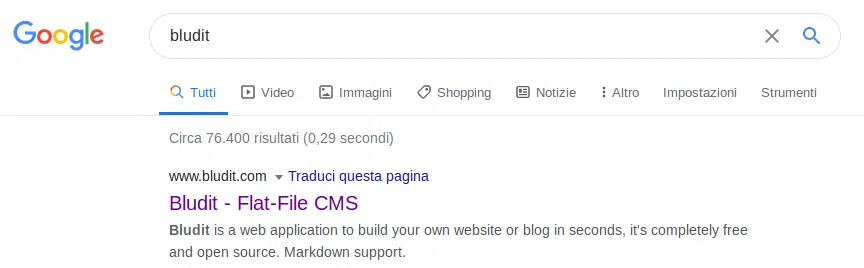 Google
bludit
Tutti Video Immagini Shopping Notizie Altro Impostazioni Strumenti
Circa 76.400 risultati (0,29 secondi)
www.bludit.com Traduci questa pagina
Bludit - Flat-File CMS
Bludit is a web application to build your own website or blog in seconds, it's completely free
and open source. Markdown support.